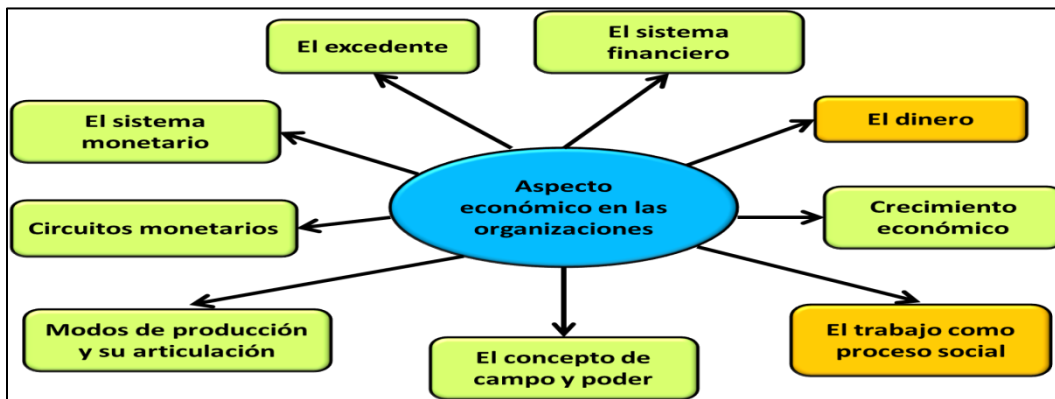 El excedente
El sistema
financiero
El sistema
monetario
El dinero
Aspecto
económico en las
organizaciones
Circuitos monetarios
Crecimiento
económico
Modos de producción
y su articulación
El concepto de
campo y poder
El trabajo como
proceso social